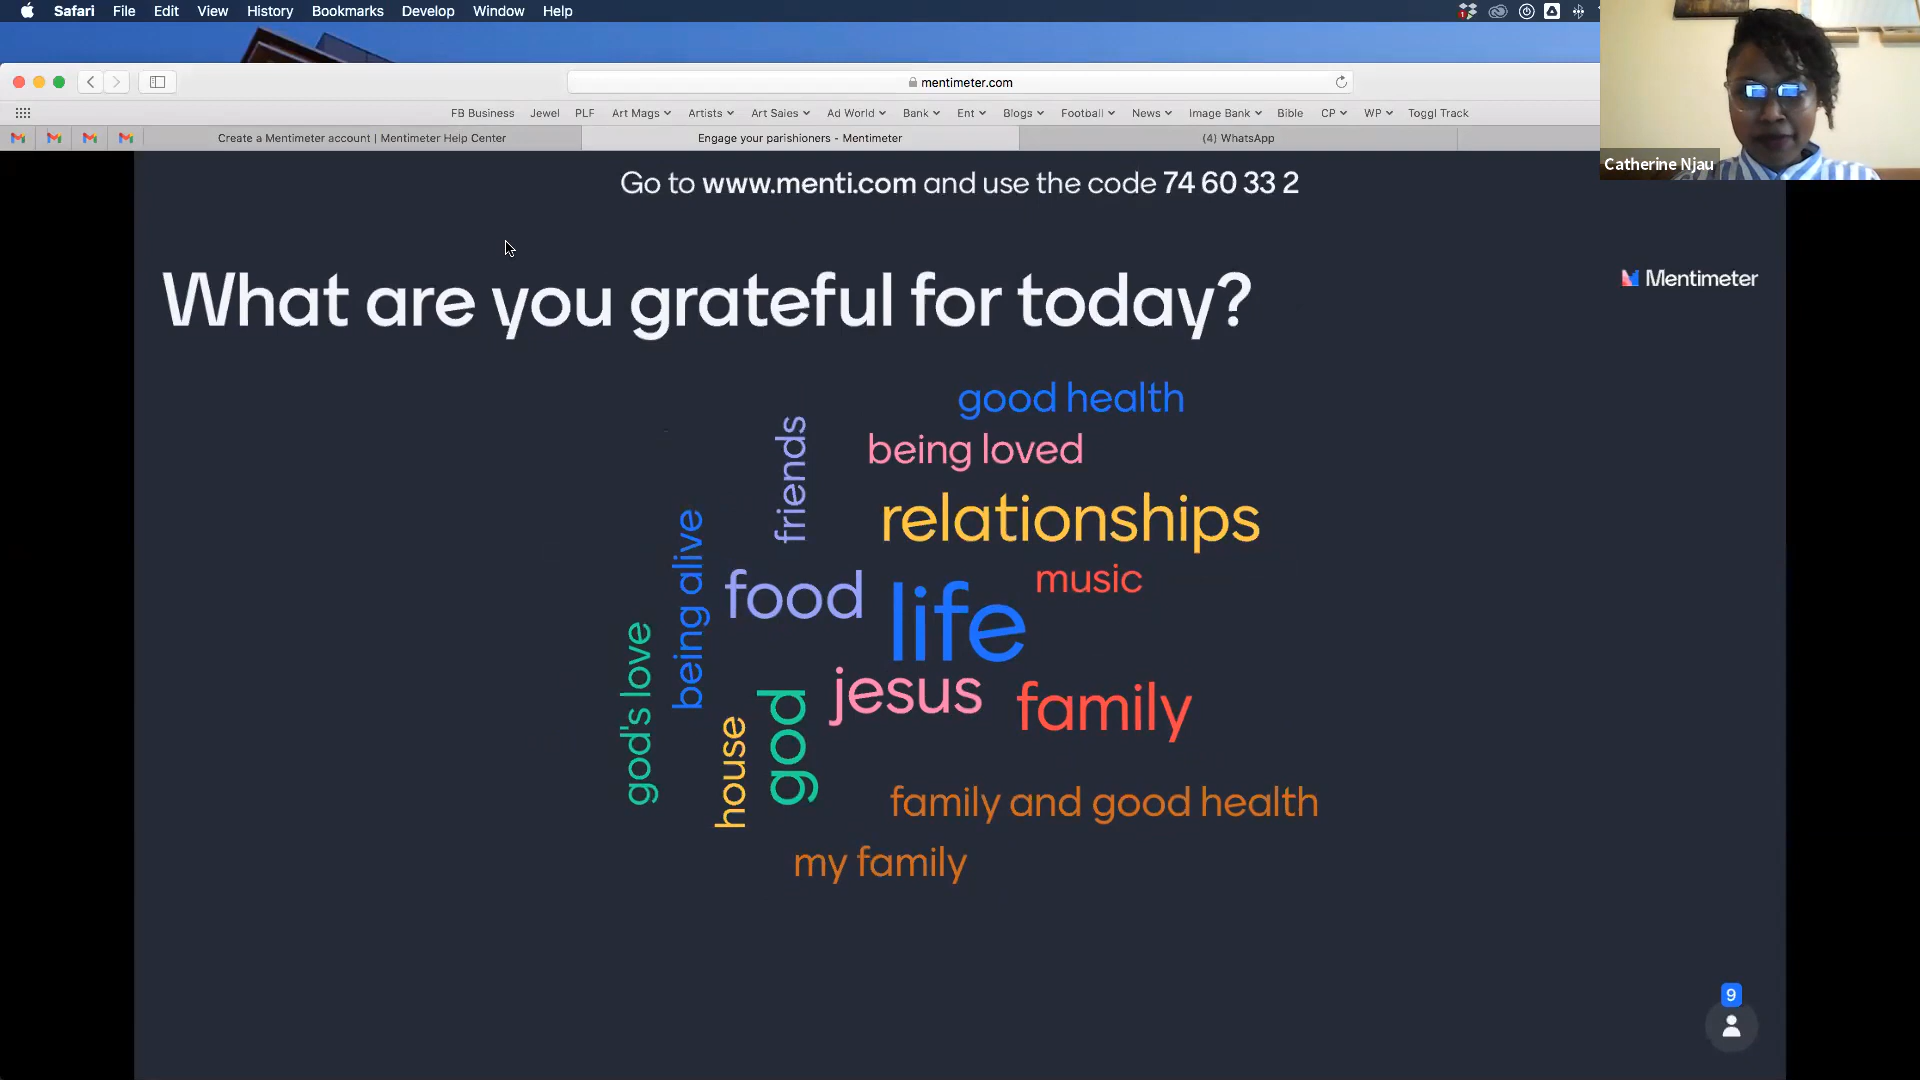 Safari File Edit View History Bookmarks Develop Window Help
mentimeter.com
FB Business Jewel PLF Art Mags Artists Art Sales Ad World Bank Ent Blogs Football News Image Bank Bible CP WP Toggl Track
Create a Mentimeter account | Mentimeter Help Center
Engage your parishioners - Mentimeter
(4) WhatsApp
Catherine Njau
Go to www.menti.com and use the code 74 60 33 2
What are you grateful for today?
Mentimeter
good health
friends
being loved
relationships
being alive
food
life
music
god's love
jesus
family
house
god
family and good health
my family
9